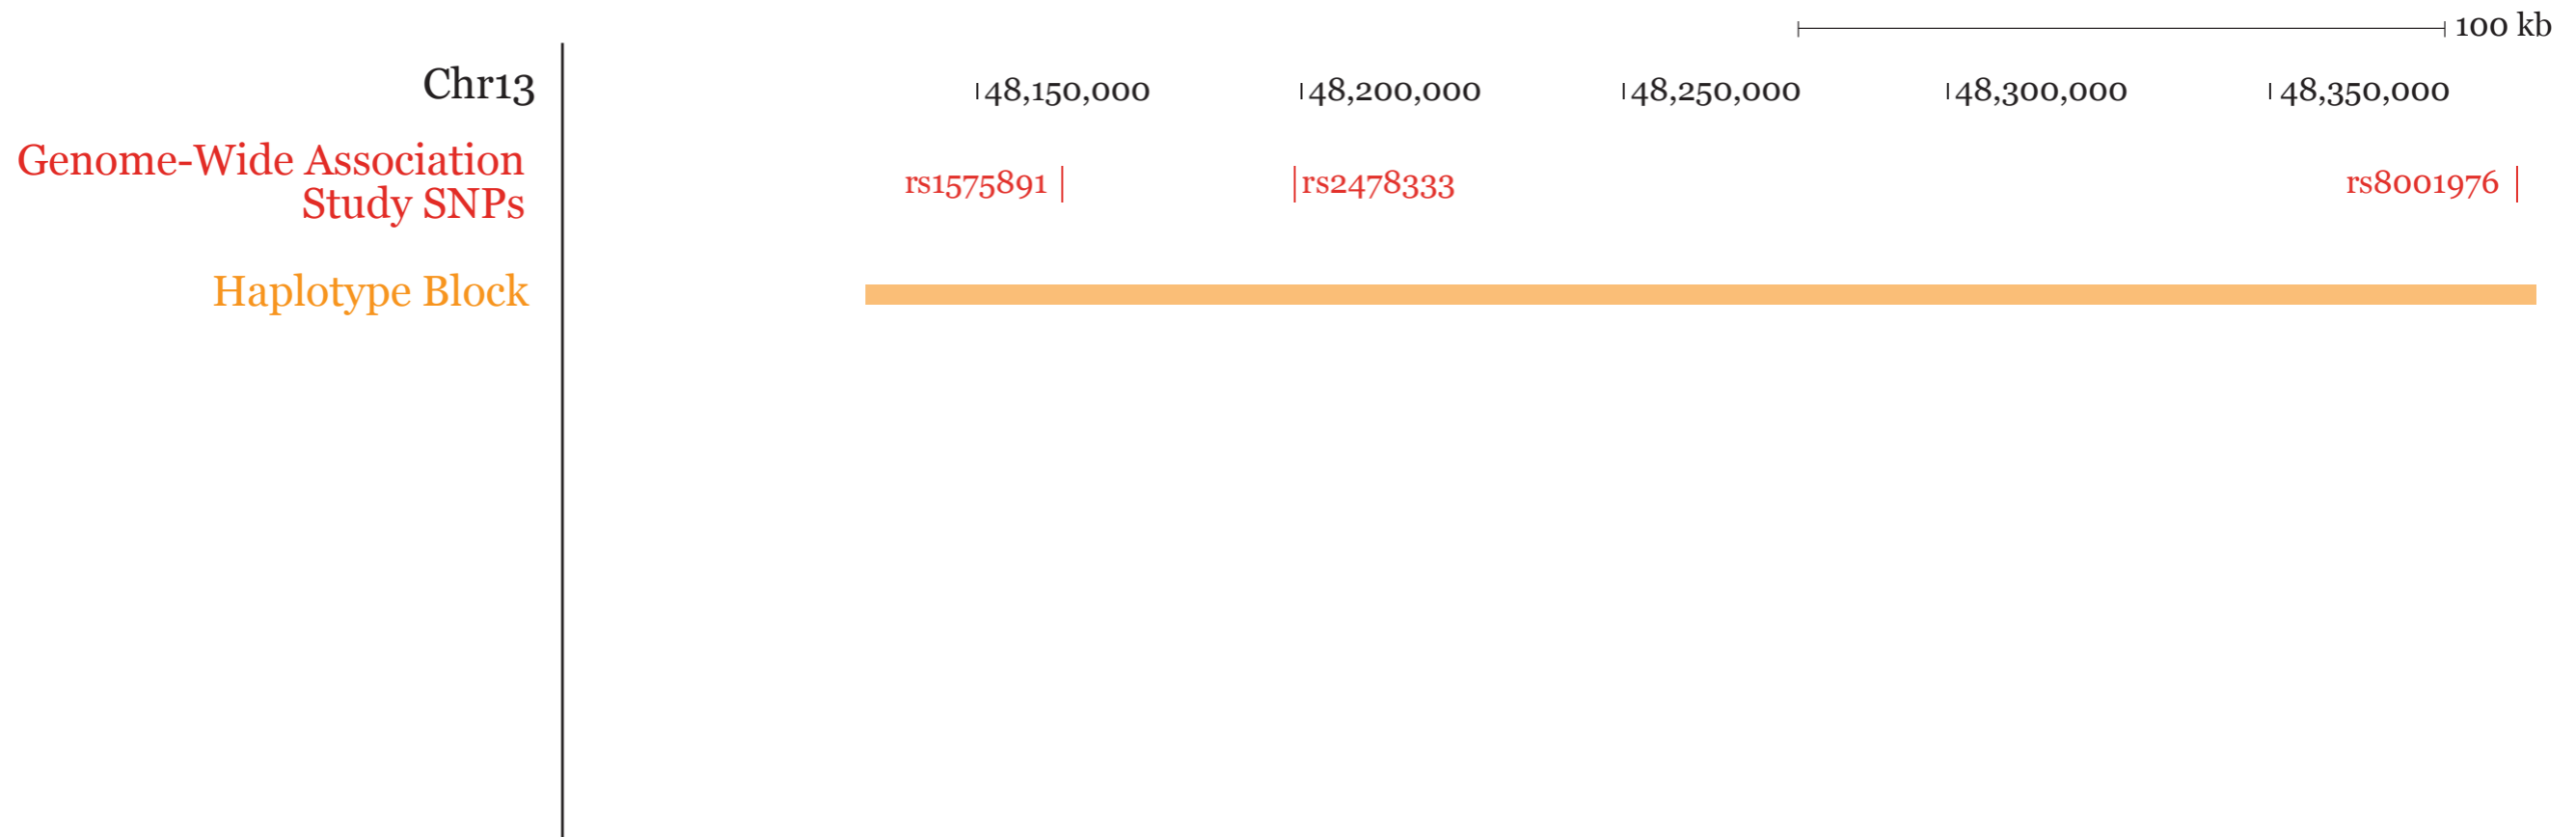 100 kb
Chr13
48,150,000
48,200,000
48,250,000
48,300,000
48,350,000
Genome-Wide Association
Study SNPs
rs1575891
rs2478333
rs8001976
Haplotype Block